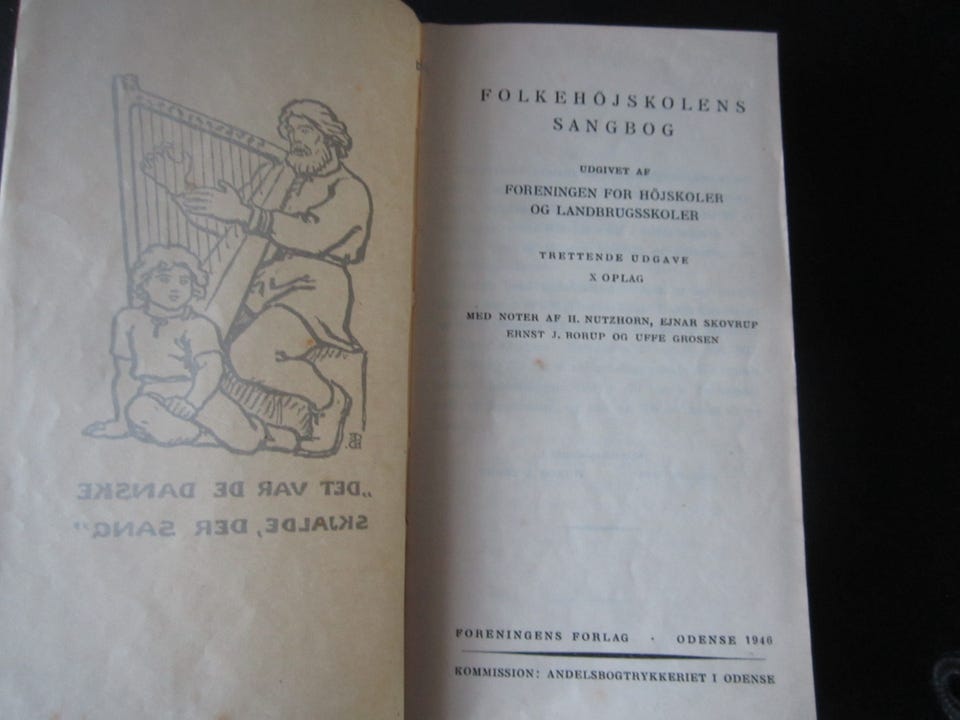 „DET VAR DE DANSKE
SKJALDE, DER SANG”
FOLKEHÖJSKOLENS
SANGBOG
UDGIVET AF
FORENINGEN FOR HÖJSKOLER
OG LANDBRUGSSKOLER
TRETTENDE UDGAVE
X OPLAG
MED NOTER AF H. NUTZHORN, EJNAR SKOVRUP
ERNST J. BORUP OG UFFE GROSEN
FORENINGENS FORLAG · ODENSE 1946
KOMMISSION: ANDELSBOGTRYKKERIET I ODENSE